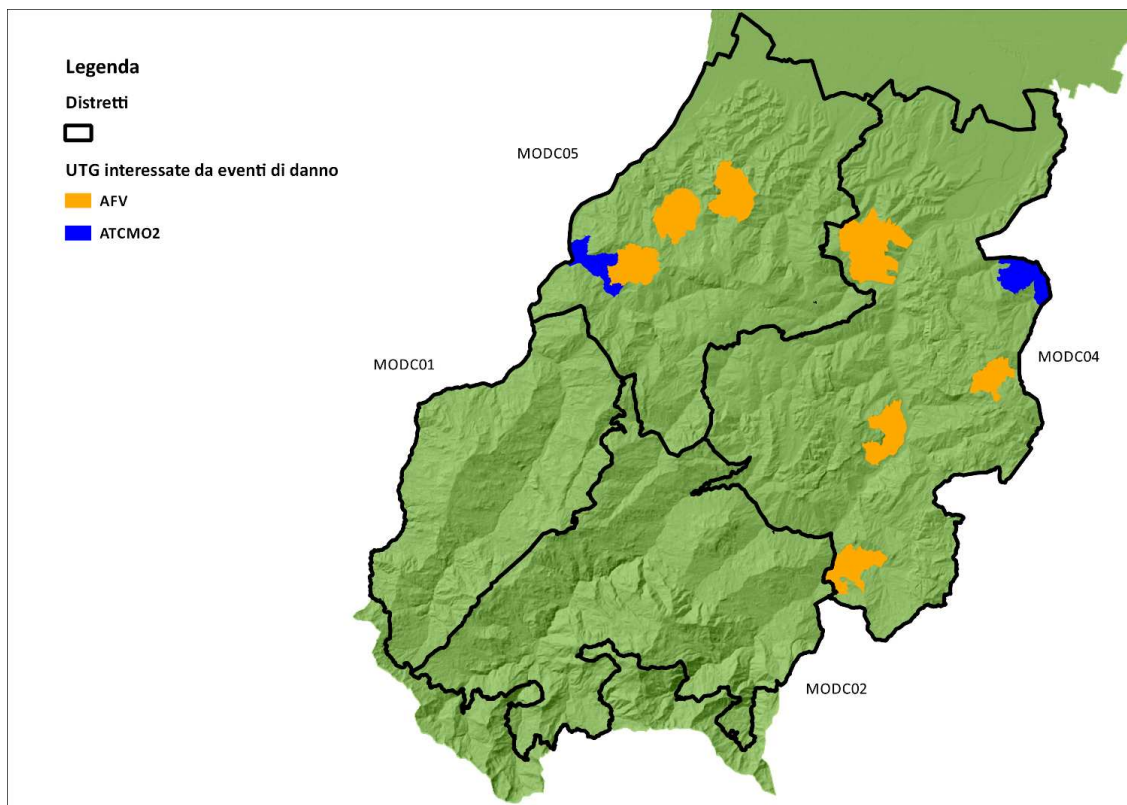 Legenda
Distretti
UTG interessate da eventi di danno
AFV
ATCMO2
MODC05
MODC01
MODC04
MODC02